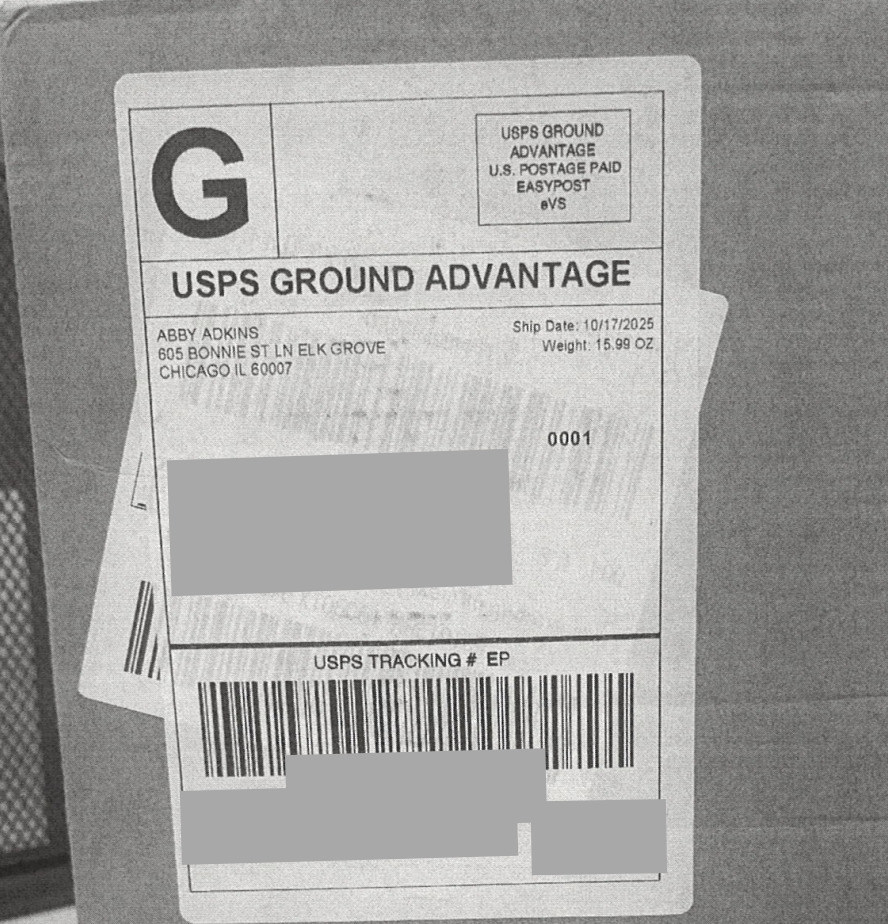 G
USPS GROUND
ADVANTAGE
U.S. POSTAGE PAID
EASYPOST
eVS
USPS GROUND ADVANTAGE
ABBY ADKINS
605 BONNIE ST LN ELK GROVE
CHICAGO IL 60007
Ship Date: 10/17/2025
Weight: 15.99 OZ
0001
USPS TRACKING # EP